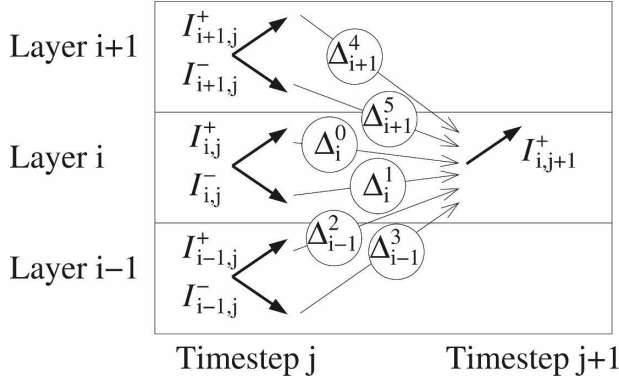 Layer i+1
I⁺ᵢ₊₁,ⱼ
I⁻ᵢ₊₁,ⱼ
Δ⁴ᵢ₊₁
Δ⁵ᵢ₊₁
Layer i
I⁺ᵢ,ⱼ
I⁻ᵢ,ⱼ
Δ⁰ᵢ
Δ¹ᵢ
I⁺ᵢ,ⱼ₊₁
Layer i−1
I⁺ᵢ₋₁,ⱼ
I⁻ᵢ₋₁,ⱼ
Δ²ᵢ₋₁
Δ³ᵢ₋₁
Timestep j
Timestep j+1